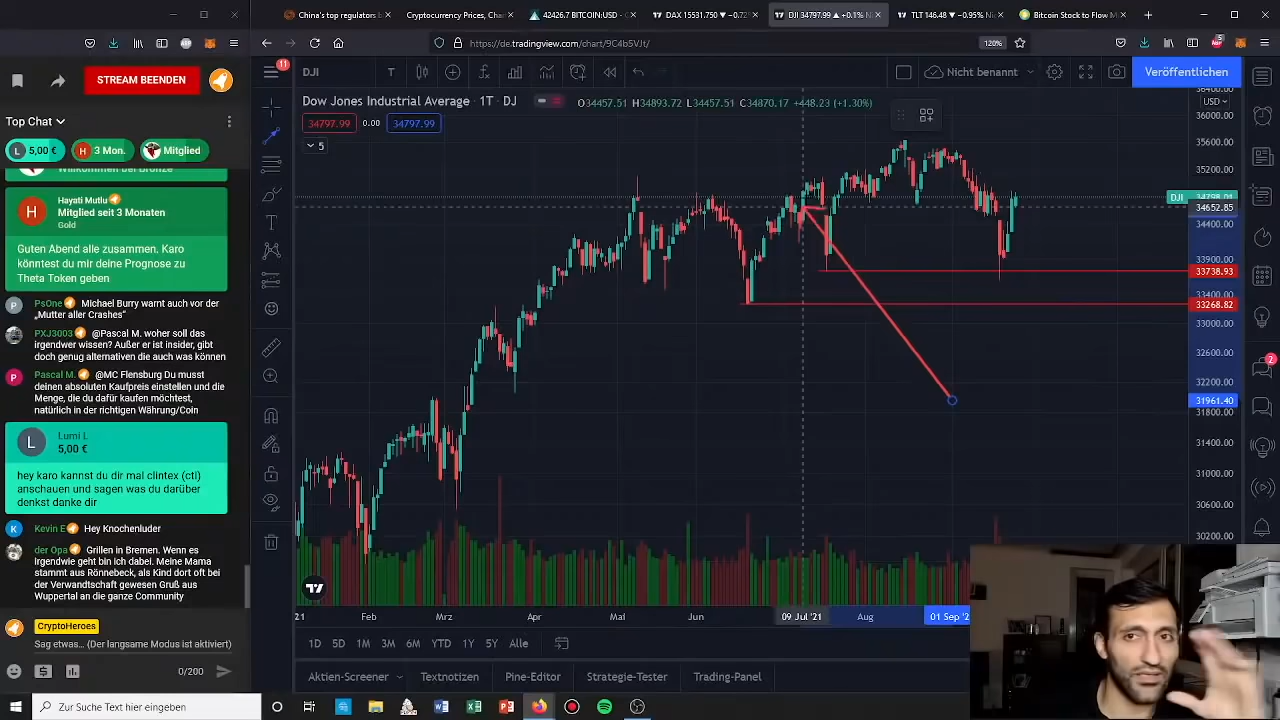 China's top regulators b
Cryptocurrency Prices, Cha
42426.7 BITCOIN:USD - C
DAX 15531.750 −0.72
DJI 34797.99 ▲ +0.1% Ni
TLT 146.48 ▼ −0.95% Ni
Bitcoin Stock to Flow M
https://de.tradingview.com/chart/9C4b5VJt/
120%
STREAM BEENDEN
Top Chat
L 5,00 €
H 3 Mon.
Mitglied
Willkommen bei Bronze
H
Hayati Mutlu
Mitglied seit 3 Monaten
Gold
Guten Abend alle zusammen. Karo
könntest du mir deine Prognose zu
Theta Token geben
P
PsOne Michael Burry warnt auch vor der
„Mutter aller Crashes"
PXJ3003 @Pascal M. woher soll das
irgendwer wissen? Außer er ist insider, gibt
doch genug alternativen die auch was können
P
Pascal M. @MC Flensburg Du musst
deinen absoluten Kaufpreis einstellen und die
Menge, die du dafür kaufen möchtest,
natürlich in der richtigen Währung/Coin
L
Lumi L
5,00 €
hey karo kannst du dir mal clintex (ctl)
anschauen und sagen was du darüber
denkst danke dir
K
Kevin E Hey Knochenluder
der Opa Grillen in Bremen. Wenn es
irgendwie geht bin ich dabei. Meine Mama
stammt aus Rönnebeck, als Kind dort oft bei
der Verwandtschaft gewesen Gruß aus
Wuppertal an die ganze Community
CryptoHeroes
Sag etwas... (Der langsame Modus ist aktiviert)
0/200
11
DJI
Nicht benannt
Veröffentlichen
Dow Jones Industrial Average · 1T · DJ
O34457.51 H34893.72 L34457.51 C34870.17 +448.23 (+1.30%)
34797.99
0.00
34797.99
5
USD
36000.00
35600.00
35200.00
DJI
34652.85
34400.00
33900.00
33738.93
33400.00
33268.82
33000.00
32600.00
32200.00
31961.40
31800.00
31400.00
31000.00
30600.00
30200.00
2
21
Feb
Mrz
Apr
Mai
Jun
09 Jul '21
Aug
01 Sep '2
1D
5D
1M
3M
6M
YTD
1Y
5Y
Alle
Aktien-Screener
Textnotizen
Pine-Editor
Strategie-Tester
Trading-Panel
Zur Suche Text hier eingeben